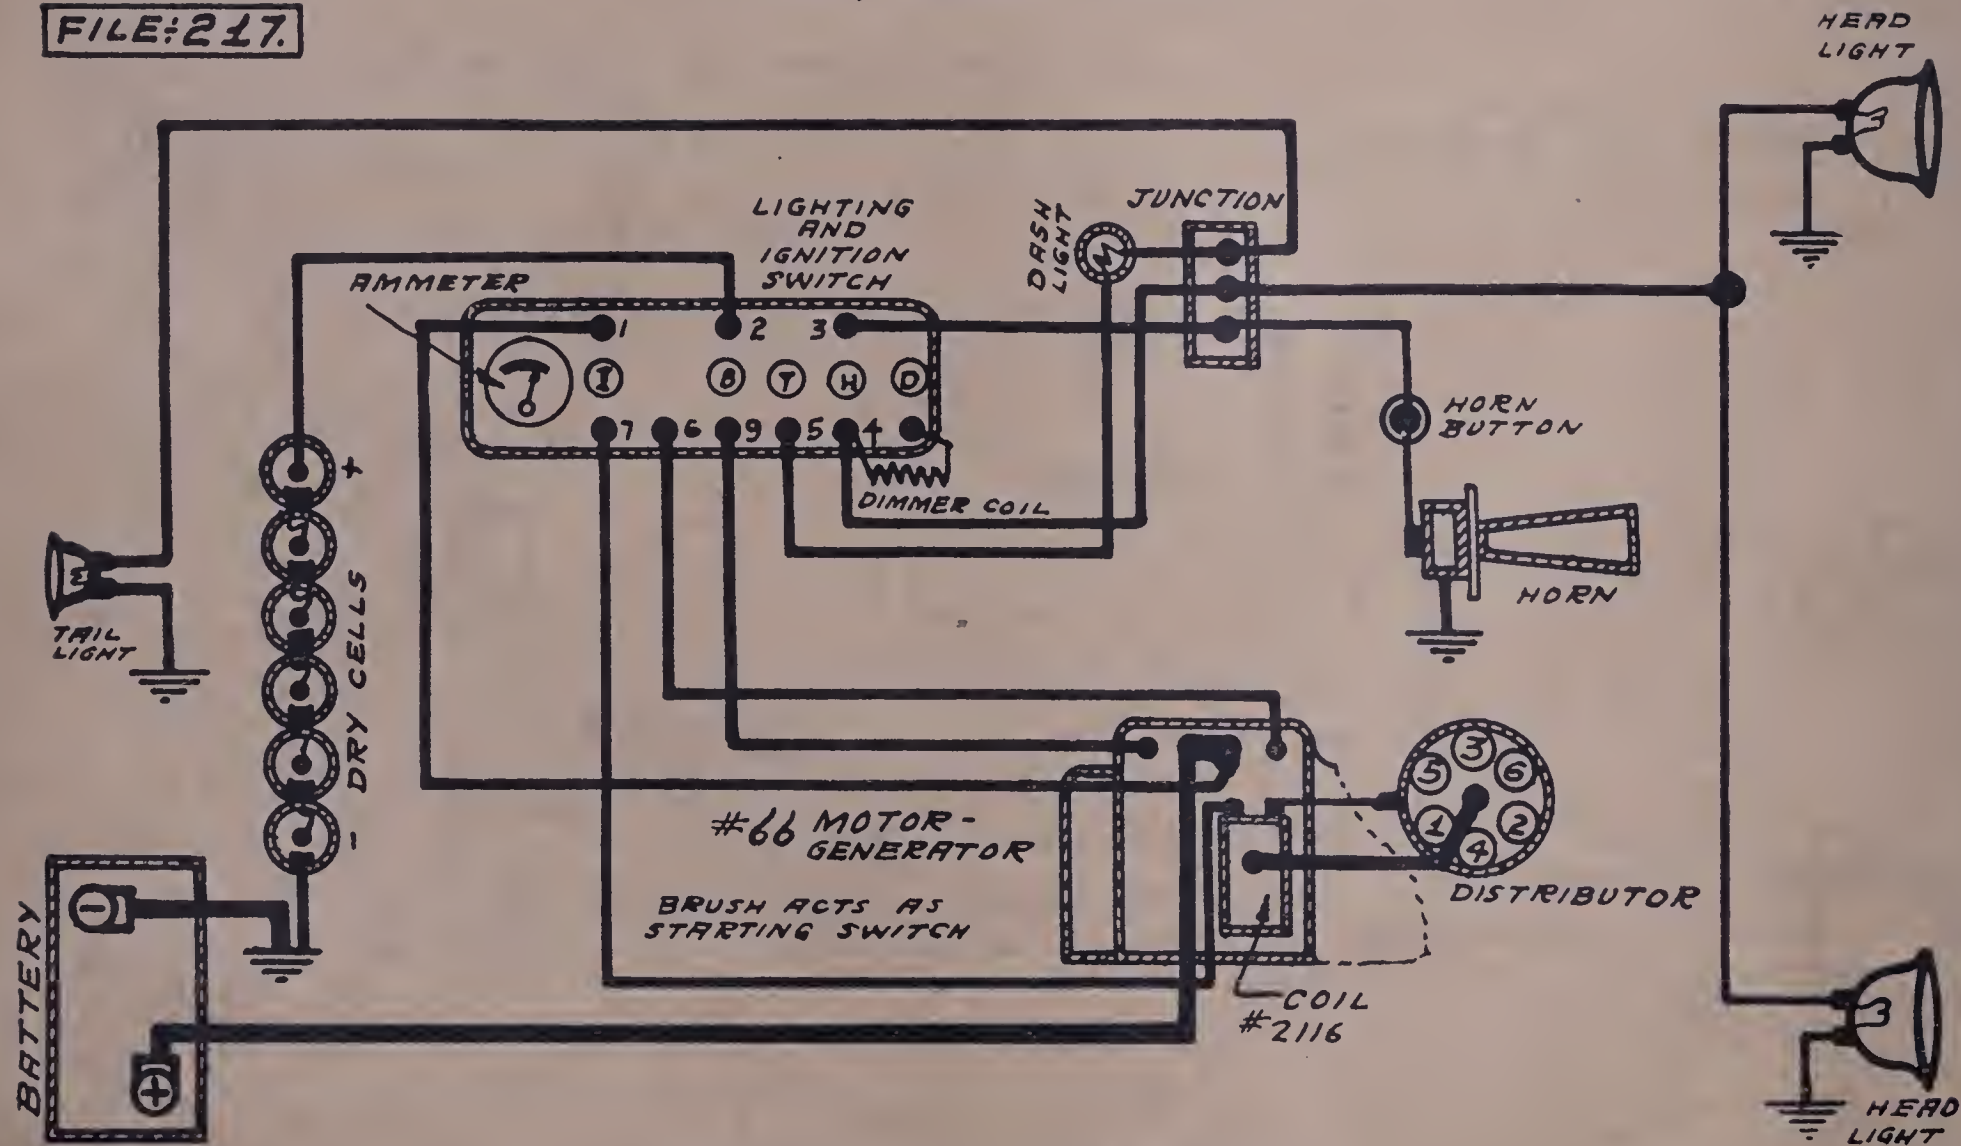 FILE:217.
HEAD
LIGHT
LIGHTING
AND
IGNITION
SWITCH
AMMETER
DASH
LIGHT
JUNCTION
1 2 3
I B T H D
7 6 9 5 4
DIMMER COIL
HORN
BUTTON
HORN
+
DRY CELLS
-
TAIL
LIGHT
#66 MOTOR-
GENERATOR
BRUSH ACTS AS
STARTING SWITCH
3
5 6
1 2
4
DISTRIBUTOR
COIL
#2116
BATTERY
-
+
HEAD
LIGHT